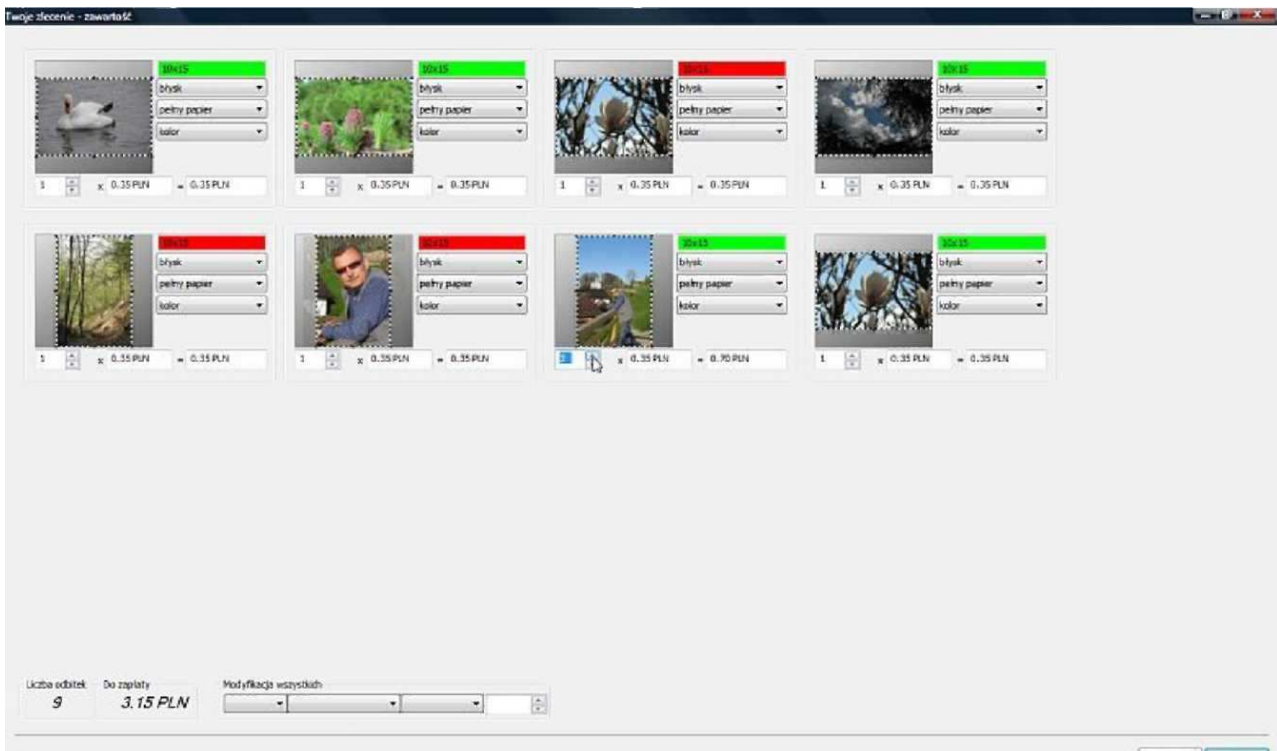 Twoje zlecenie - zawartość
10x15
błysk
pełny papier
kolor
1 x 0.35 PLN = 0.35 PLN
10x15
błysk
pełny papier
kolor
1 x 0.35 PLN = 0.35 PLN
10x15
błysk
pełny papier
kolor
1 x 0.35 PLN = 0.35 PLN
10x15
błysk
pełny papier
kolor
1 x 0.35 PLN = 0.35 PLN
10x15
błysk
pełny papier
kolor
1 x 0.35 PLN = 0.35 PLN
10x15
błysk
pełny papier
kolor
1 x 0.35 PLN = 0.35 PLN
10x15
błysk
pełny papier
kolor
2 x 0.35 PLN = 0.70 PLN
10x15
błysk
pełny papier
kolor
1 x 0.35 PLN = 0.35 PLN
Liczba odbitek Do zapłaty Modyfikacja wszystkich
9 3.15 PLN